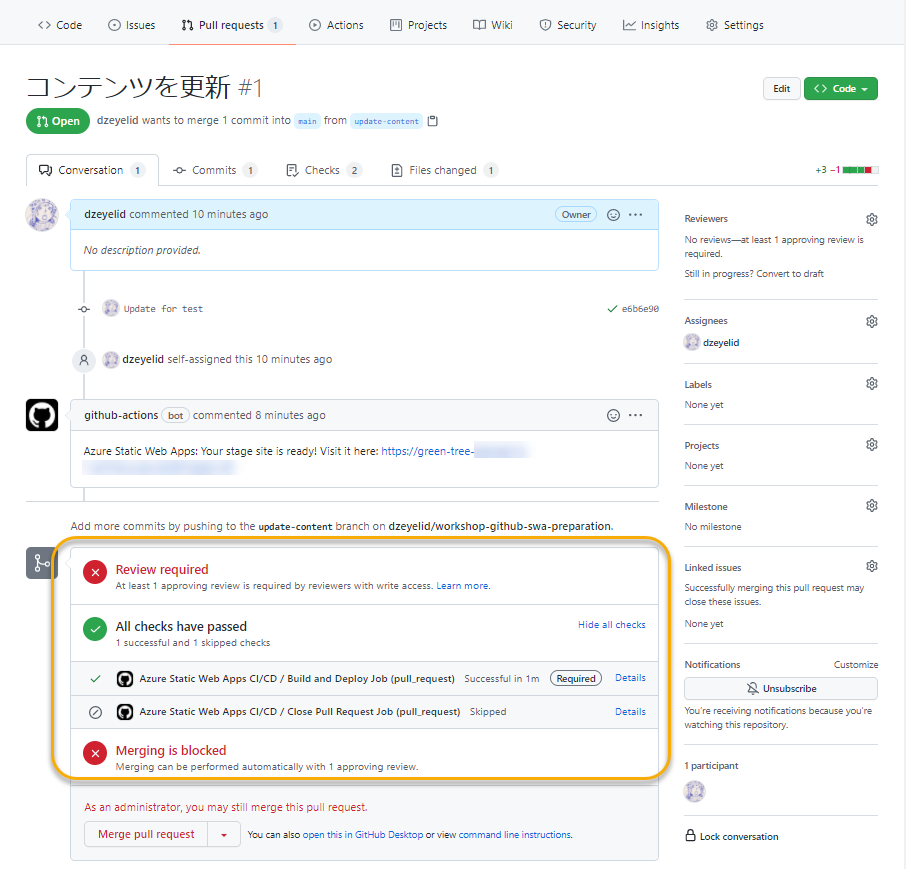 Code Issues Pull requests 1 Actions Projects Wiki Security Insights Settings
コンテンツを更新 #1
Edit
Code
Open
dzeyelid wants to merge 1 commit into main from update-content
Conversation 1
Commits 1
Checks 2
Files changed 1
+3 −1
dzeyelid commented 10 minutes ago
Owner
No description provided.
Update for test
e6b6e90
dzeyelid self-assigned this 10 minutes ago
github-actions bot commented 8 minutes ago
Azure Static Web Apps: Your stage site is ready! Visit it here: https://green-tree-
Add more commits by pushing to the update-content branch on dzeyelid/workshop-github-swa-preparation.
Review required
At least 1 approving review is required by reviewers with write access. Learn more.
All checks have passed
Hide all checks
1 successful and 1 skipped checks
Azure Static Web Apps CI/CD / Build and Deploy Job (pull_request) Successful in 1m Required Details
Azure Static Web Apps CI/CD / Close Pull Request Job (pull_request) Skipped Details
Merging is blocked
Merging can be performed automatically with 1 approving review.
As an administrator, you may still merge this pull request.
Merge pull request
You can also open this in GitHub Desktop or view command line instructions.
Reviewers
No reviews—at least 1 approving review is
required.
Still in progress? Convert to draft
Assignees
dzeyelid
Labels
None yet
Projects
None yet
Milestone
No milestone
Linked issues
Successfully merging this pull request may
close these issues.
None yet
Notifications
Customize
Unsubscribe
You're receiving notifications because you're
watching this repository.
1 participant
Lock conversation